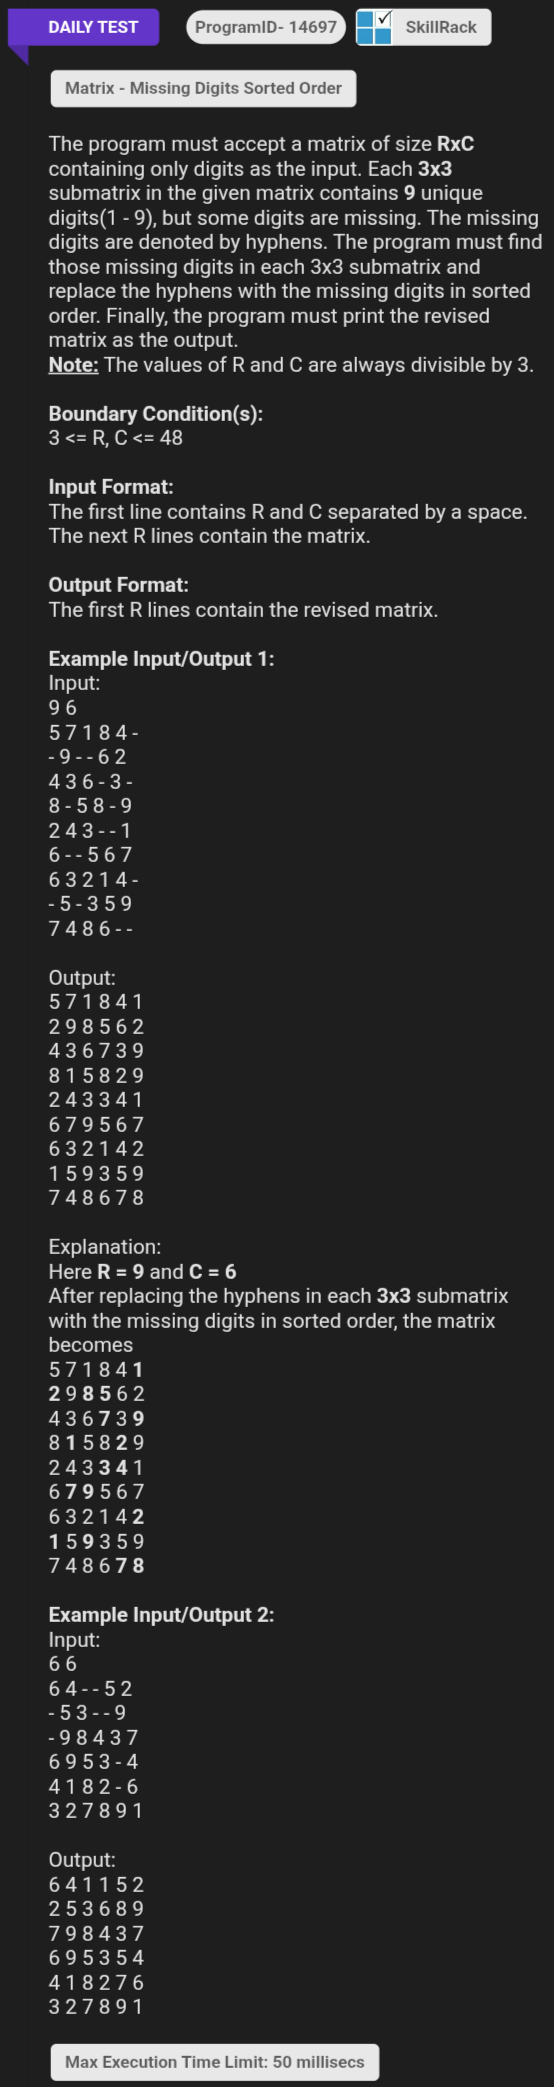 DAILY TEST
ProgramID- 14697
SkillRack
Matrix - Missing Digits Sorted Order
The program must accept a matrix of size RxC
containing only digits as the input. Each 3x3
submatrix in the given matrix contains 9 unique
digits(1 - 9), but some digits are missing. The missing
digits are denoted by hyphens. The program must find
those missing digits in each 3x3 submatrix and
replace the hyphens with the missing digits in sorted
order. Finally, the program must print the revised
matrix as the output.
Note: The values of R and C are always divisible by 3.
Boundary Condition(s):
3 <= R, C <= 48
Input Format:
The first line contains R and C separated by a space.
The next R lines contain the matrix.
Output Format:
The first R lines contain the revised matrix.
Example Input/Output 1:
Input:
9 6
5 7 1 8 4 -
- 9 - - 6 2
4 3 6 - 3 -
8 - 5 8 - 9
2 4 3 - - 1
6 - - 5 6 7
6 3 2 1 4 -
- 5 - 3 5 9
7 4 8 6 - -
Output:
5 7 1 8 4 1
2 9 8 5 6 2
4 3 6 7 3 9
8 1 5 8 2 9
2 4 3 3 4 1
6 7 9 5 6 7
6 3 2 1 4 2
1 5 9 3 5 9
7 4 8 6 7 8
Explanation:
Here R = 9 and C = 6
After replacing the hyphens in each 3x3 submatrix
with the missing digits in sorted order, the matrix
becomes
5 7 1 8 4 1
2 9 8 5 6 2
4 3 6 7 3 9
8 1 5 8 2 9
2 4 3 3 4 1
6 7 9 5 6 7
6 3 2 1 4 2
1 5 9 3 5 9
7 4 8 6 7 8
Example Input/Output 2:
Input:
6 6
6 4 - - 5 2
- 5 3 - - 9
- 9 8 4 3 7
6 9 5 3 - 4
4 1 8 2 - 6
3 2 7 8 9 1
Output:
6 4 1 1 5 2
2 5 3 6 8 9
7 9 8 4 3 7
6 9 5 3 5 4
4 1 8 2 7 6
3 2 7 8 9 1
Max Execution Time Limit: 50 millisecs